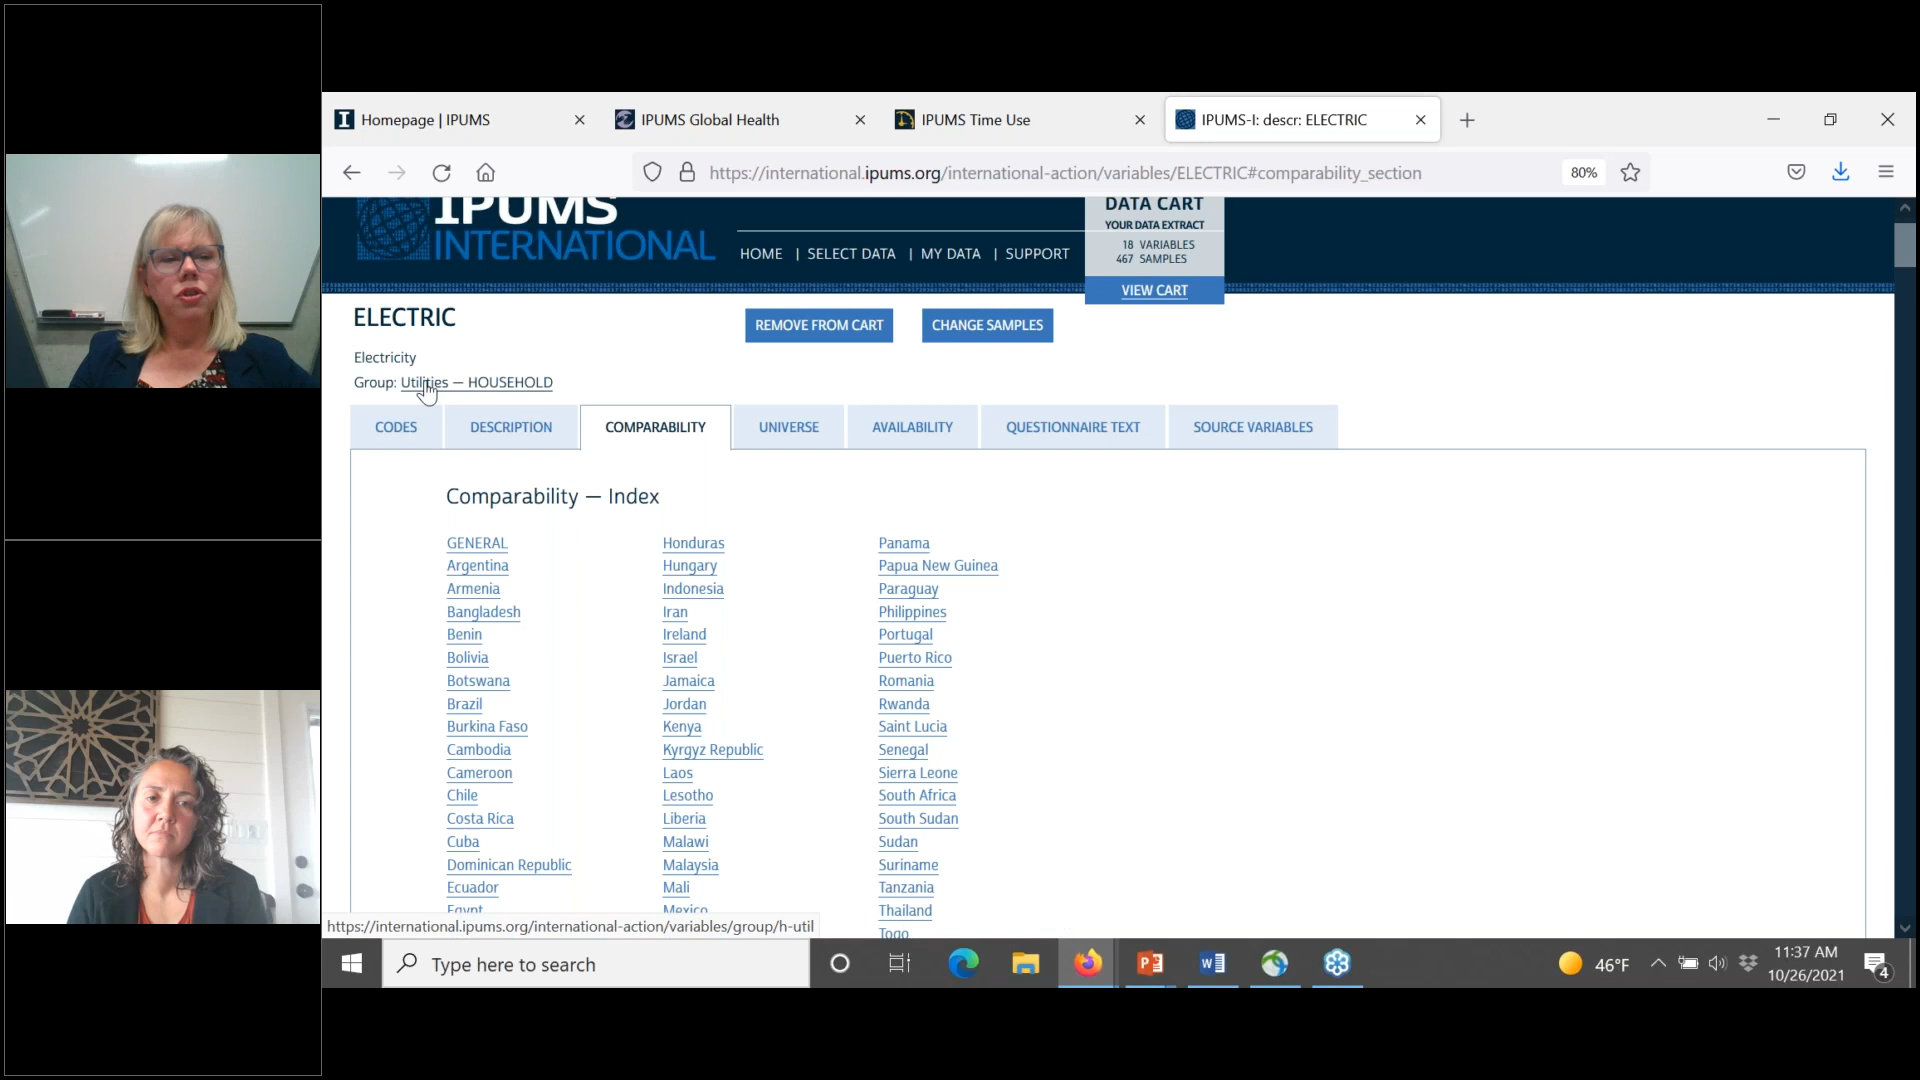 Homepage | IPUMS
IPUMS Global Health
IPUMS Time Use
IPUMS-I: descr: ELECTRIC
https://international.ipums.org/international-action/variables/ELECTRIC#comparability_section
80%
IPUMS
INTERNATIONAL
HOME | SELECT DATA | MY DATA | SUPPORT
DATA CART
YOUR DATA EXTRACT
18 VARIABLES
467 SAMPLES
VIEW CART
ELECTRIC
REMOVE FROM CART
CHANGE SAMPLES
Electricity
Group: Utilities — HOUSEHOLD
CODES
DESCRIPTION
COMPARABILITY
UNIVERSE
AVAILABILITY
QUESTIONNAIRE TEXT
SOURCE VARIABLES
Comparability — Index
GENERAL
Argentina
Armenia
Bangladesh
Benin
Bolivia
Botswana
Brazil
Burkina Faso
Cambodia
Cameroon
Chile
Costa Rica
Cuba
Dominican Republic
Ecuador
Egypt
Honduras
Hungary
Indonesia
Iran
Ireland
Israel
Jamaica
Jordan
Kenya
Kyrgyz Republic
Laos
Lesotho
Liberia
Malawi
Malaysia
Mali
Mexico
Panama
Papua New Guinea
Paraguay
Philippines
Portugal
Puerto Rico
Romania
Rwanda
Saint Lucia
Senegal
Sierra Leone
South Africa
South Sudan
Sudan
Suriname
Tanzania
Thailand
Togo
https://international.ipums.org/international-action/variables/group/h-util
Type here to search
46°F
11:37 AM
10/26/2021
4